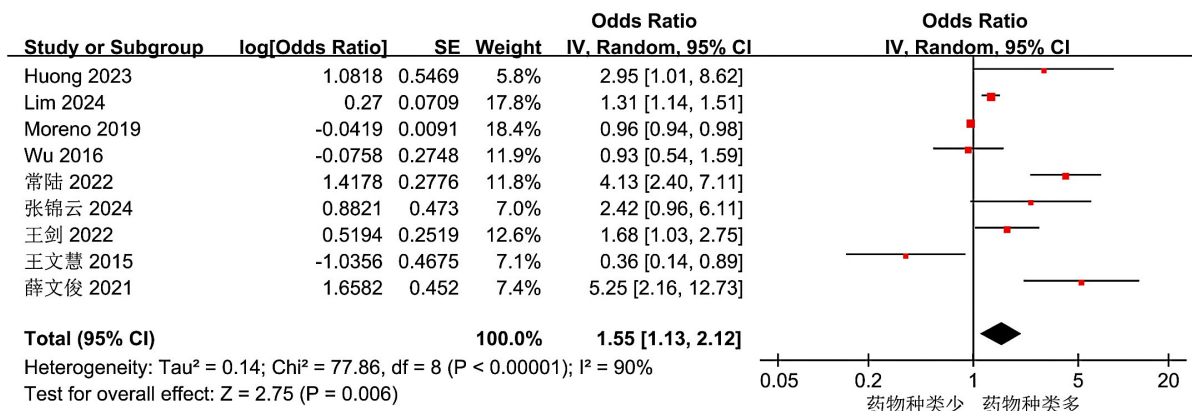 Odds Ratio Odds Ratio
Study or Subgroup log[Odds Ratio] SE Weight IV, Random, 95% CI IV, Random, 95% CI
Huong 2023 1.0818 0.5469 5.8% 2.95 [1.01, 8.62]
Lim 2024 0.27 0.0709 17.8% 1.31 [1.14, 1.51]
Moreno 2019 -0.0419 0.0091 18.4% 0.96 [0.94, 0.98]
Wu 2016 -0.0758 0.2748 11.9% 0.93 [0.54, 1.59]
常陆 2022 1.4178 0.2776 11.8% 4.13 [2.40, 7.11]
张锦云 2024 0.8821 0.473 7.0% 2.42 [0.96, 6.11]
王剑 2022 0.5194 0.2519 12.6% 1.68 [1.03, 2.75]
王文慧 2015 -1.0356 0.4675 7.1% 0.36 [0.14, 0.89]
薛文俊 2021 1.6582 0.452 7.4% 5.25 [2.16, 12.73]
Total (95% CI) 100.0% 1.55 [1.13, 2.12]
Heterogeneity: Tau² = 0.14; Chi² = 77.86, df = 8 (P < 0.00001); I² = 90%
Test for overall effect: Z = 2.75 (P = 0.006)
0.05 0.2 1 5 20
药物种类少 药物种类多